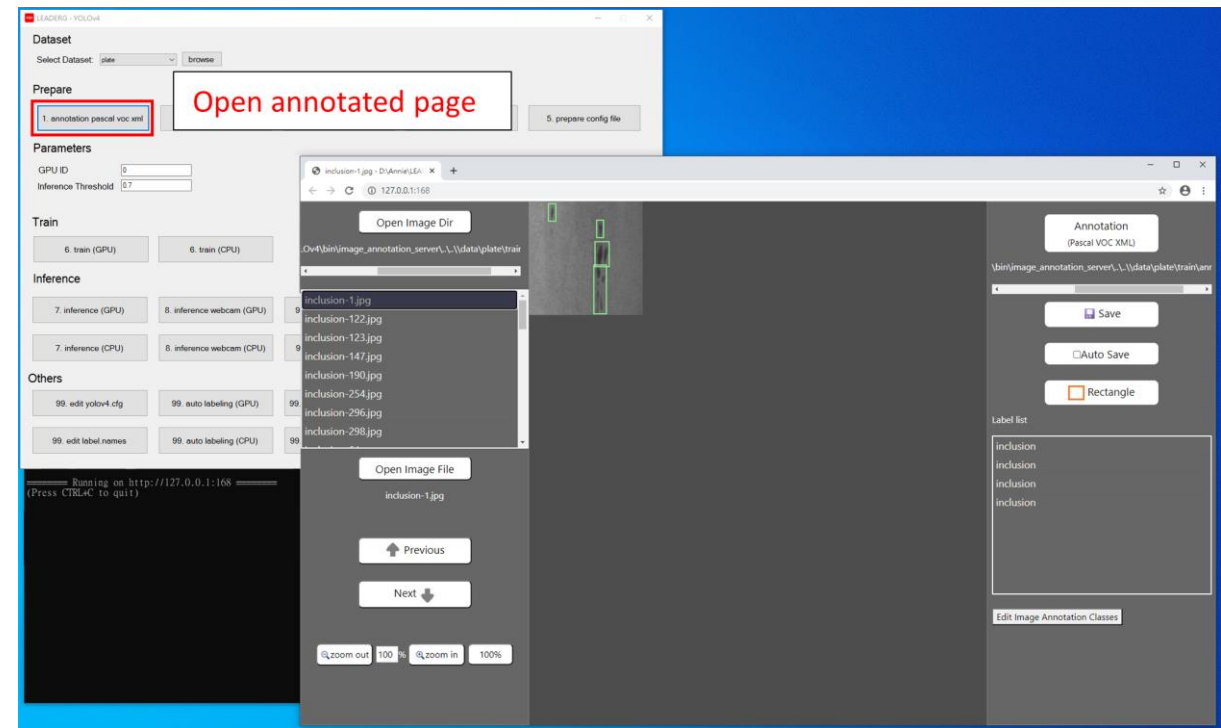 LEADERG - YOLOv4
Dataset
Select Dataset: plate browse
Prepare
Open annotated page
1. annotation pascal voc xml
5. prepare config file
Parameters
GPU ID 0
Inference Threshold 0.7
Train
6. train (GPU) 6. train (CPU)
Inference
7. inference (GPU) 8. inference webcam (GPU) 9
7. inference (CPU) 8. inference webcam (CPU) 9
Others
99. edit yolov4.cfg 99. auto labeling (GPU) 99
99. edit label.names 99. auto labeling (CPU) 99
======= Running on http://127.0.0.1:168 =======
(Press CTRL+C to quit)
inclusion-1.jpg - D:\Annie\LEA
127.0.0.1:168
Open Image Dir
.Ov4\bin\image_annotation_server\..\..\\data\plate\train
inclusion-1.jpg
inclusion-122.jpg
inclusion-123.jpg
inclusion-147.jpg
inclusion-190.jpg
inclusion-254.jpg
inclusion-296.jpg
inclusion-298.jpg
Open Image File
inclusion-1.jpg
Previous
Next
zoom out 100 % zoom in 100%
Annotation
(Pascal VOC XML)
\bin\image_annotation_server\..\..\\data\plate\train\anr
Save
Auto Save
Rectangle
Label list
inclusion
inclusion
inclusion
inclusion
Edit Image Annotation Classes